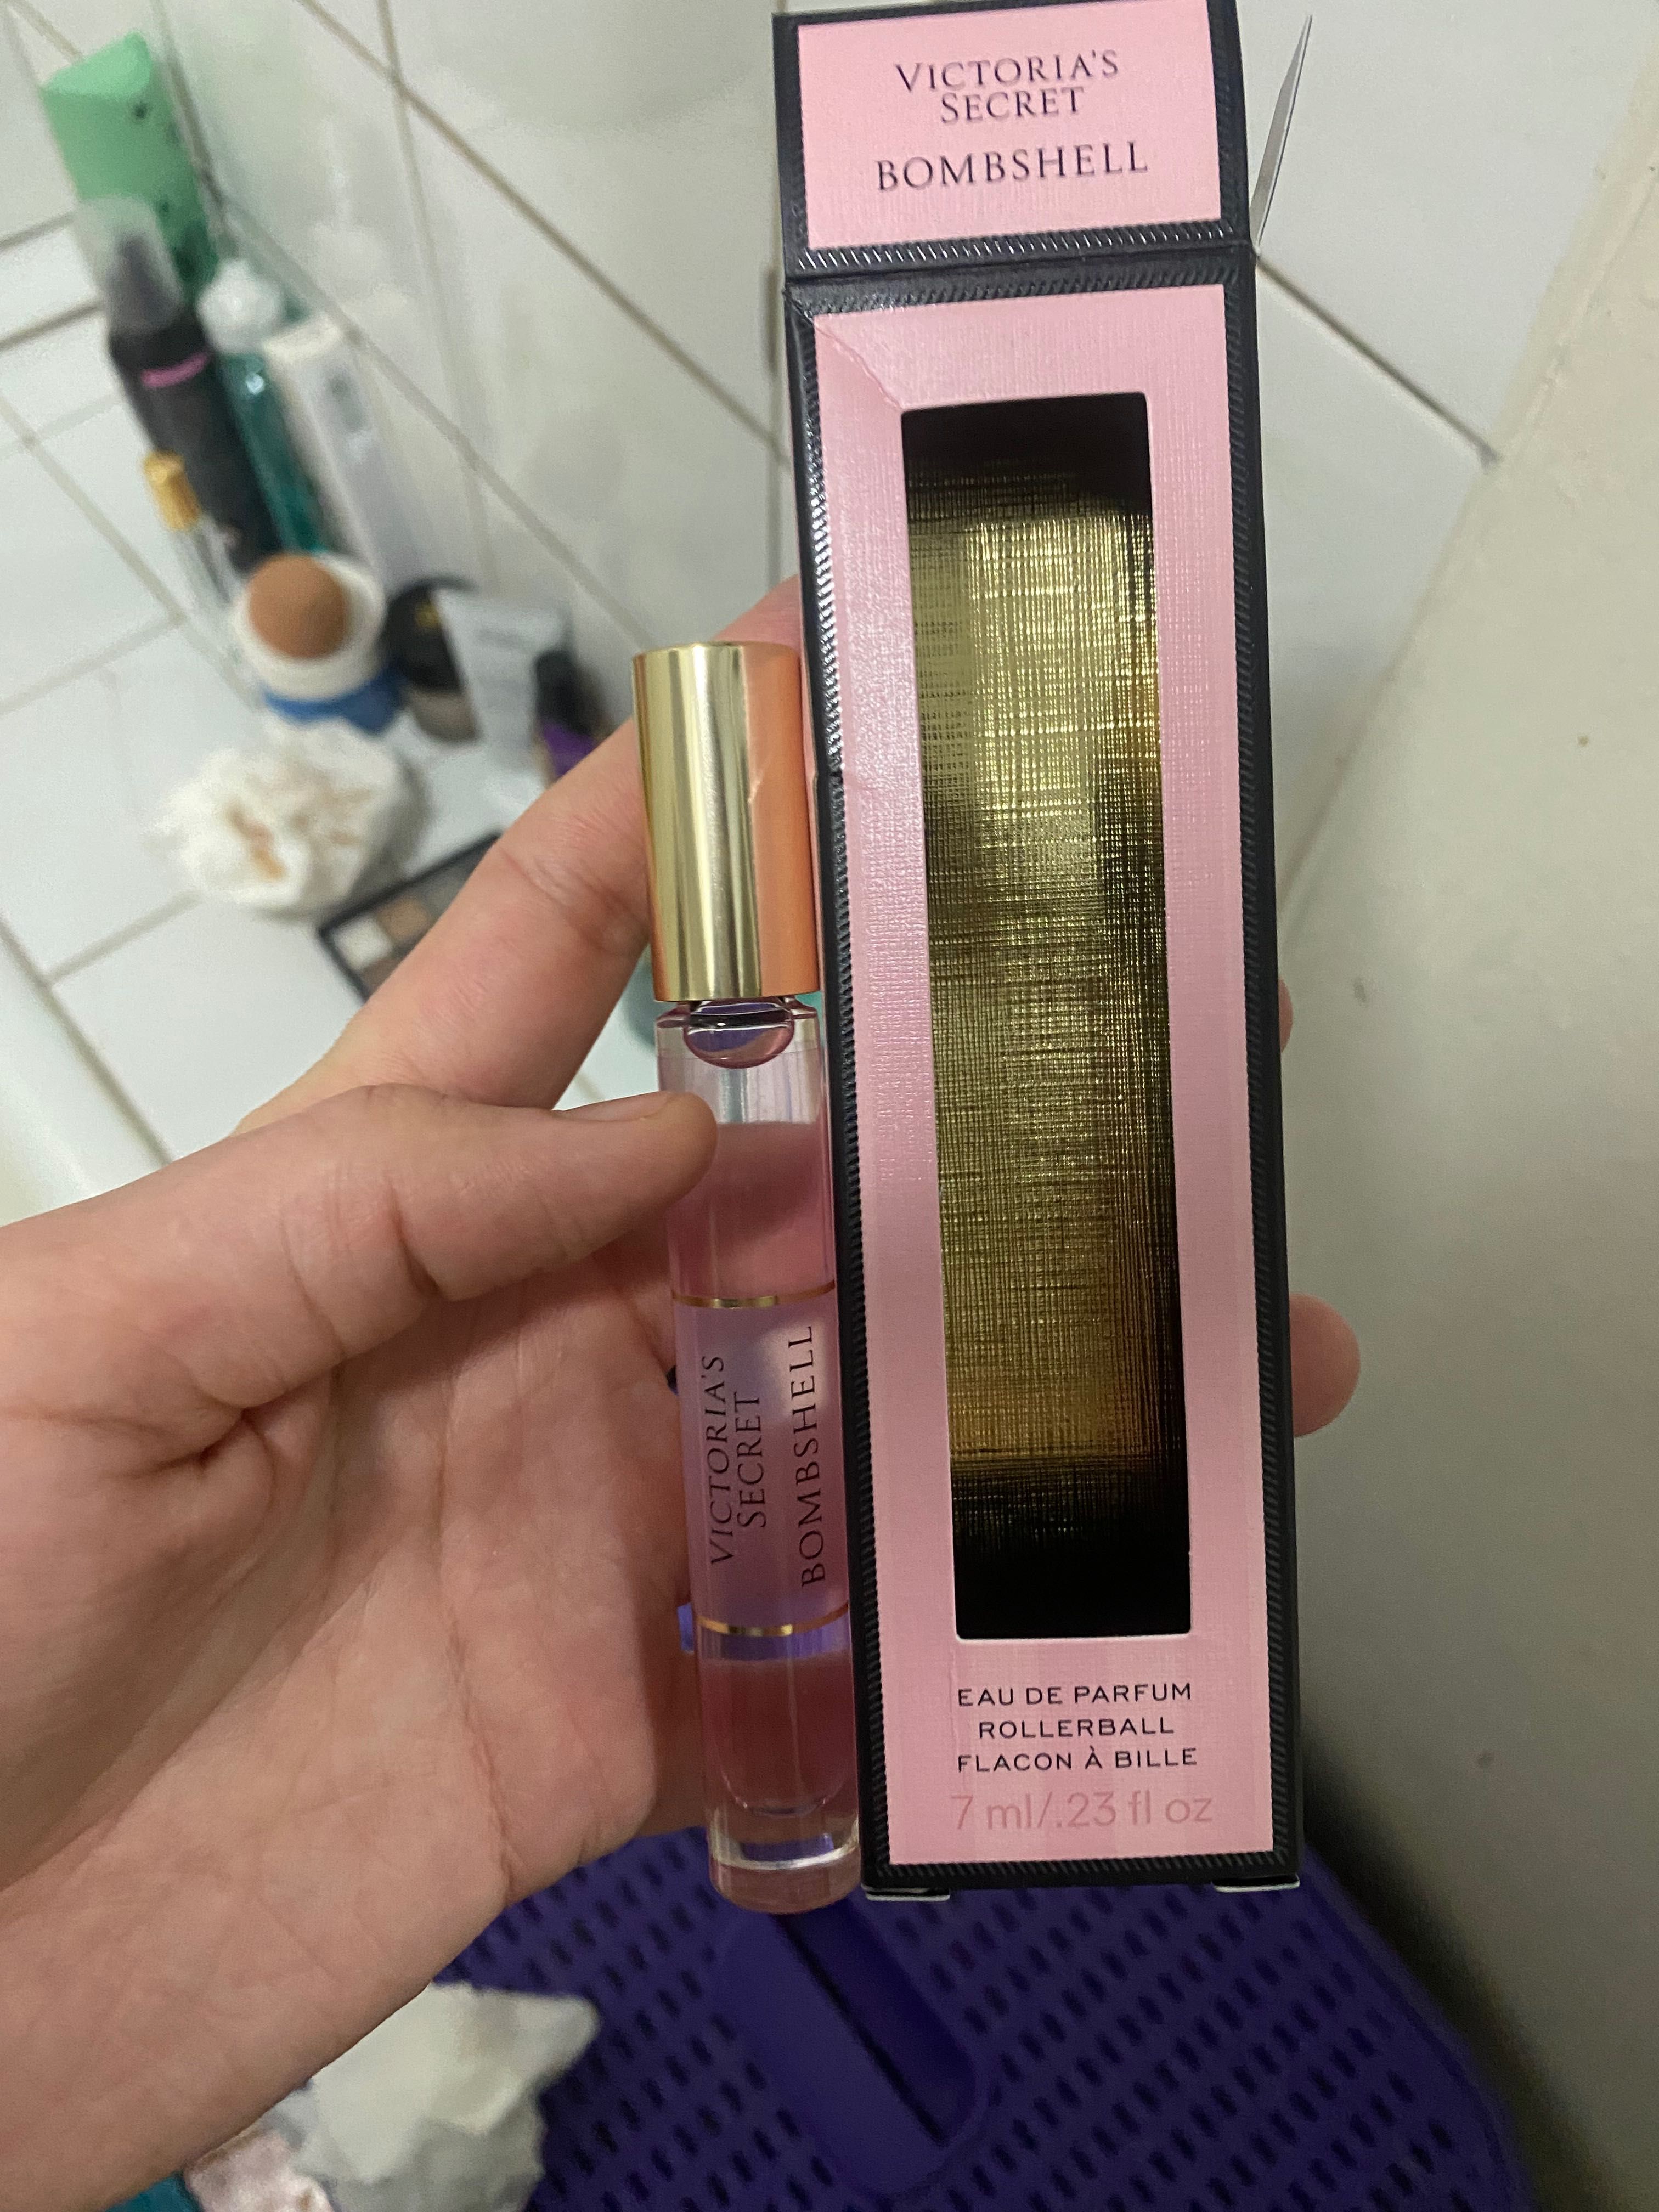 VICTORIA'S
SECRET
BOMBSHELL
VICTORIA'S
SECRET
BOMBSHELL
EAU DE PARFUM
ROLLERBALL
FLACON À BILLE
7 ml/.23 fl oz